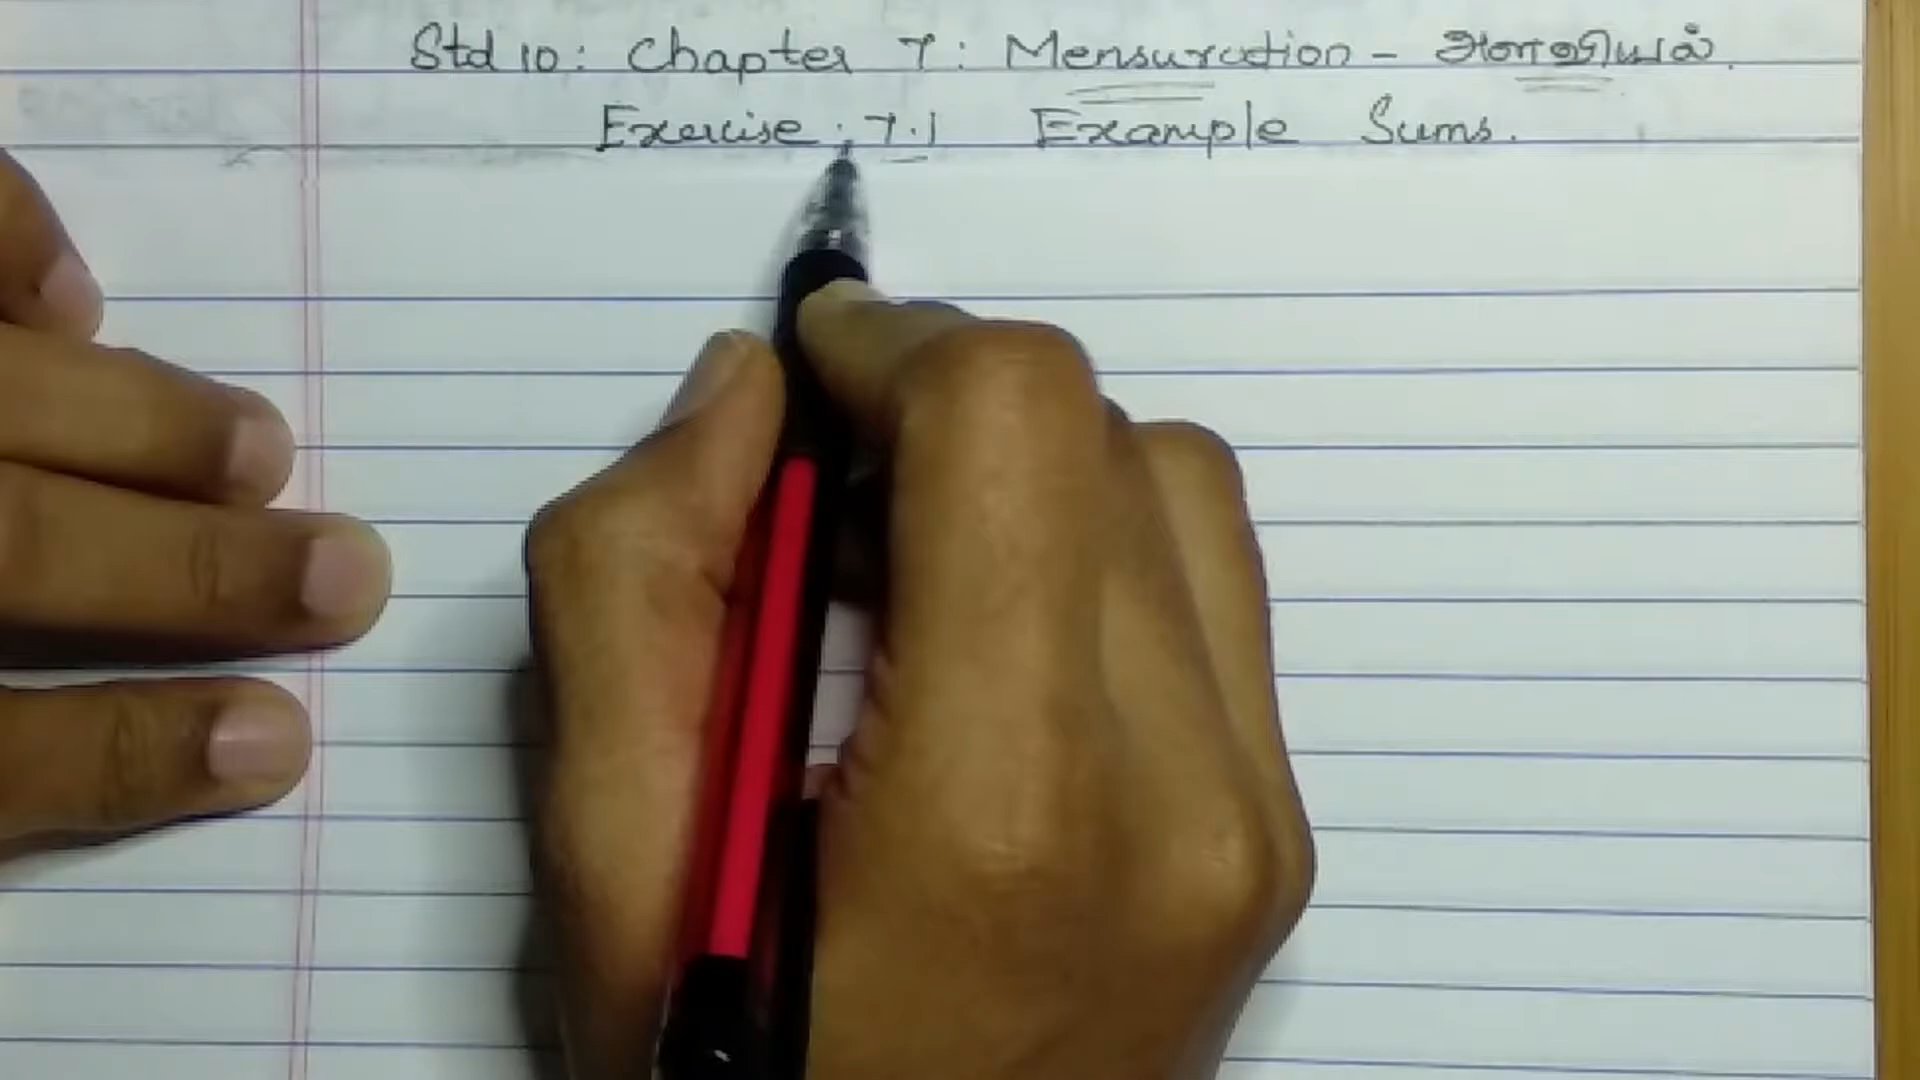 Std 10: Chapter 7: Mensuration - அளவியல்.
Exercise: 7.1 Example Sums.